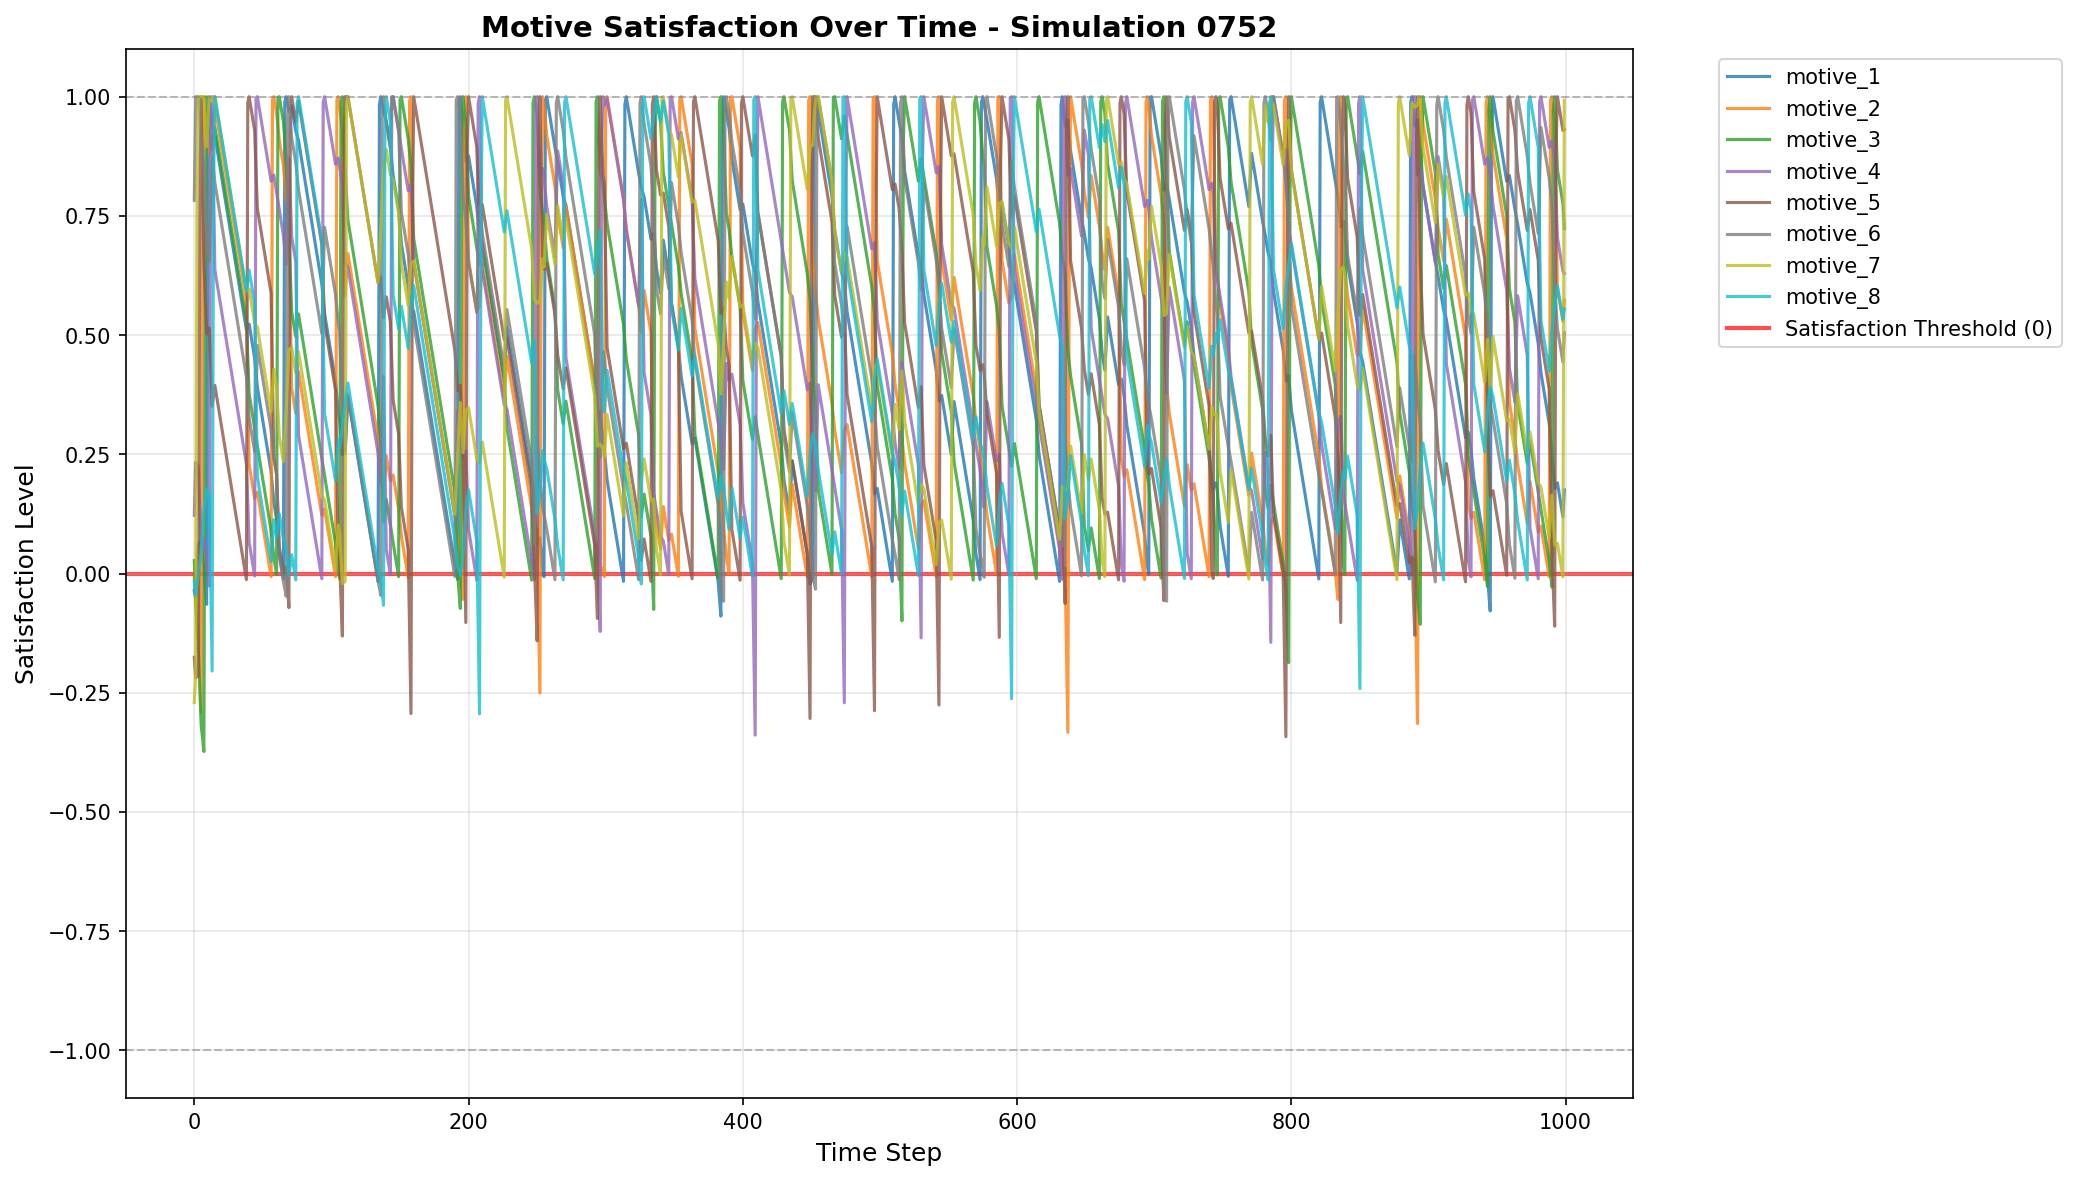 Motive Satisfaction Over Time - Simulation 0752
1.00
0.75
0.50
0.25
0.00
−0.25
−0.50
−0.75
−1.00
Satisfaction Level
0
200
400
600
800
1000
Time Step
motive_1
motive_2
motive_3
motive_4
motive_5
motive_6
motive_7
motive_8
Satisfaction Threshold (0)